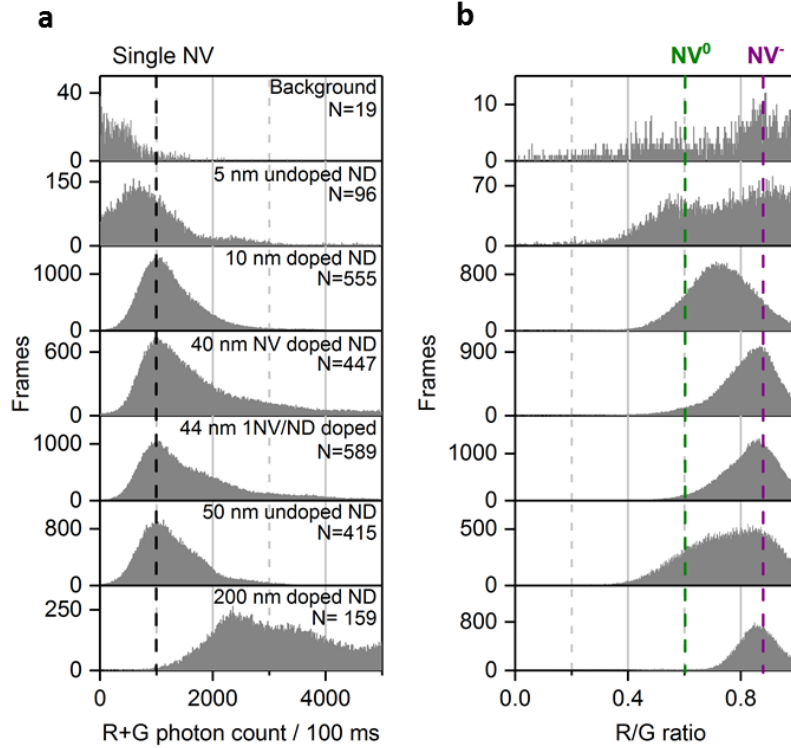 a
Single NV
Background
N=19
40
0
5 nm undoped ND
N=96
150
0
10 nm doped ND
N=555
1000
0
40 nm NV doped ND
N=447
600
0
44 nm 1NV/ND doped
N=589
1000
0
50 nm undoped ND
N=415
800
0
200 nm doped ND
N= 159
250
0
Frames
0 2000 4000
R+G photon count / 100 ms
b
NV⁰ NV⁻
10
0
70
0
800
0
900
0
1000
0
500
0
800
0
Frames
0.0 0.4 0.8
R/G ratio